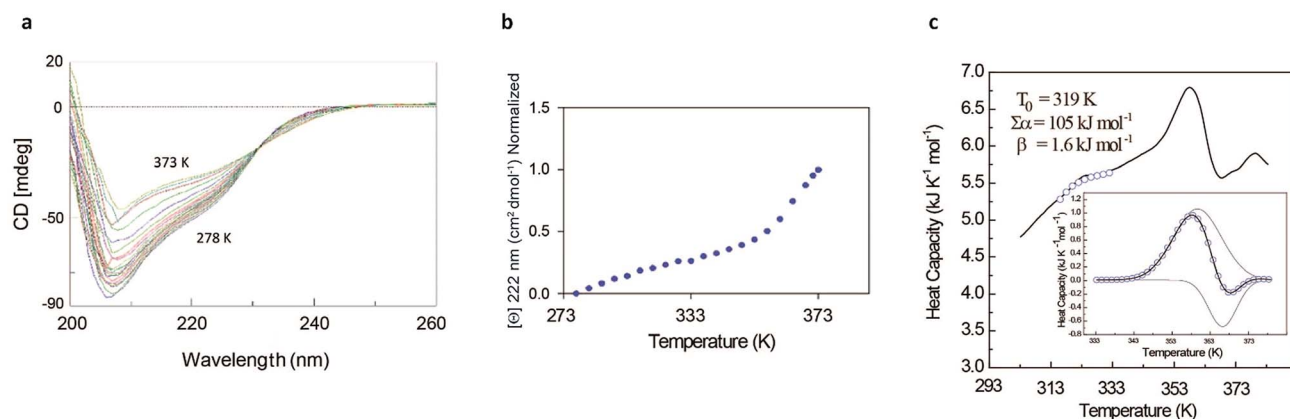 a
CD [mdeg]
20
0
-50
-90
373 K
278 K
200
220
240
260
Wavelength (nm)
b
[Θ] 222 nm (cm² dmol⁻¹) Normalized
1.5
1.0
0.5
0.0
273
333
373
Temperature (K)
c
Heat Capacity (kJ K⁻¹ mol⁻¹)
7.0
6.5
6.0
5.5
5.0
4.5
4.0
3.0
T₀ = 319 K
Σα = 105 kJ mol⁻¹
β = 1.6 kJ mol⁻¹
Heat Capacity (kJ K⁻¹mol⁻¹)
1.2
1.0
0.8
0.6
0.4
0.2
0.0
-0.2
-0.4
-0.6
-0.8
333
343
353
363
373
Temperature (K)
293
313
333
353
373
Temperature (K)